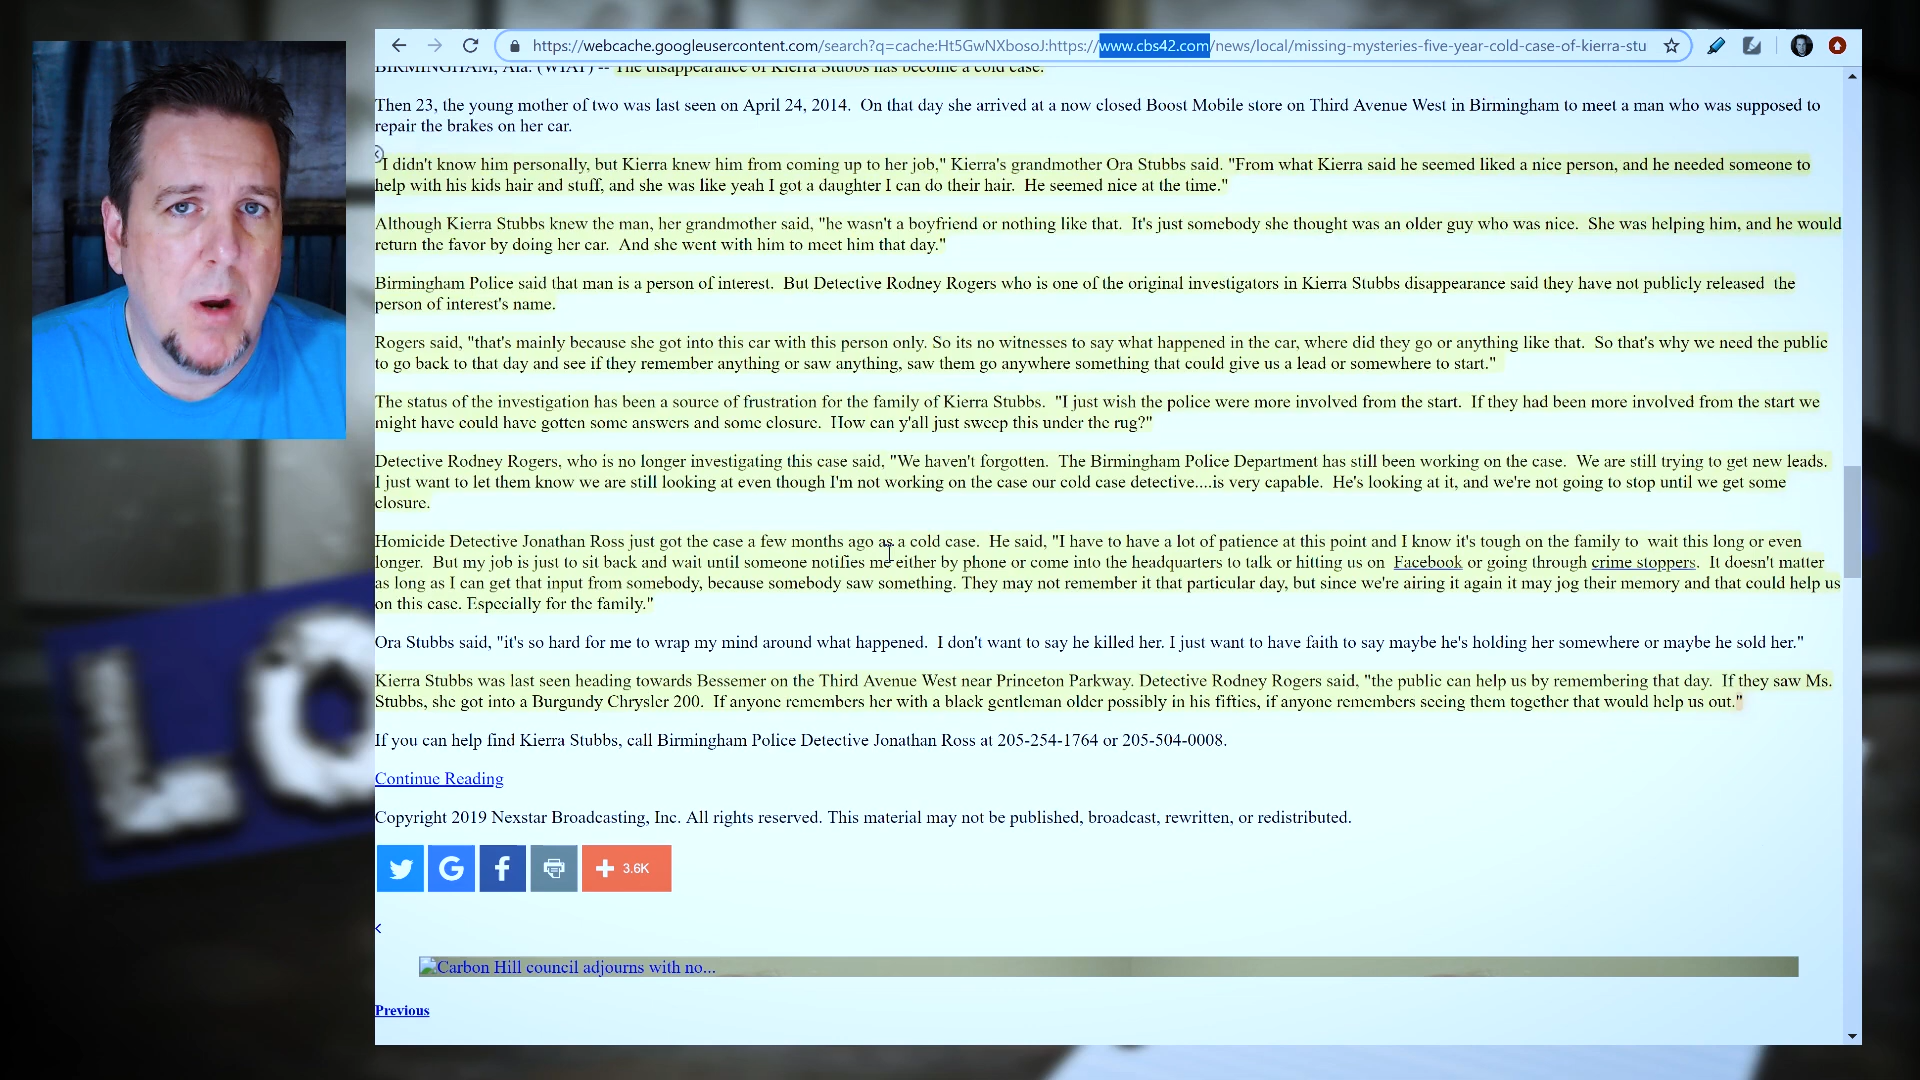 https://webcache.googleusercontent.com/search?q=cache:Ht5GwNXbosoJ:https://www.cbs42.com/news/local/missing-mysteries-five-year-cold-case-of-kierra-stu
BIRMINGHAM, Ala. (WIAT) -- The disappearance of Kierra Stubbs has become a cold case.
Then 23, the young mother of two was last seen on April 24, 2014.  On that day she arrived at a now closed Boost Mobile store on Third Avenue West in Birmingham to meet a man who was supposed to
repair the brakes on her car.
"I didn't know him personally, but Kierra knew him from coming up to her job," Kierra's grandmother Ora Stubbs said. "From what Kierra said he seemed liked a nice person, and he needed someone to
help with his kids hair and stuff, and she was like yeah I got a daughter I can do their hair.  He seemed nice at the time."
Although Kierra Stubbs knew the man, her grandmother said, "he wasn't a boyfriend or nothing like that.  It's just somebody she thought was an older guy who was nice.  She was helping him, and he would
return the favor by doing her car.  And she went with him to meet him that day."
Birmingham Police said that man is a person of interest.  But Detective Rodney Rogers who is one of the original investigators in Kierra Stubbs disappearance said they have not publicly released  the
person of interest's name.
Rogers said, "that's mainly because she got into this car with this person only. So its no witnesses to say what happened in the car, where did they go or anything like that.  So that's why we need the public
to go back to that day and see if they remember anything or saw anything, saw them go anywhere something that could give us a lead or somewhere to start."
The status of the investigation has been a source of frustration for the family of Kierra Stubbs.  "I just wish the police were more involved from the start.  If they had been more involved from the start we
might have could have gotten some answers and some closure.  How can y'all just sweep this under the rug?"
Detective Rodney Rogers, who is no longer investigating this case said, "We haven't forgotten.  The Birmingham Police Department has still been working on the case.  We are still trying to get new leads.
I just want to let them know we are still looking at even though I'm not working on the case our cold case detective....is very capable.  He's looking at it, and we're not going to stop until we get some
closure.
Homicide Detective Jonathan Ross just got the case a few months ago as a cold case.  He said, "I have to have a lot of patience at this point and I know it's tough on the family to  wait this long or even
longer.  But my job is just to sit back and wait until someone notifies me either by phone or come into the headquarters to talk or hitting us on  Facebook or going through crime stoppers.  It doesn't matter
as long as I can get that input from somebody, because somebody saw something. They may not remember it that particular day, but since we're airing it again it may jog their memory and that could help us
on this case. Especially for the family."
Ora Stubbs said, "it's so hard for me to wrap my mind around what happened.  I don't want to say he killed her. I just want to have faith to say maybe he's holding her somewhere or maybe he sold her."
Kierra Stubbs was last seen heading towards Bessemer on the Third Avenue West near Princeton Parkway. Detective Rodney Rogers said, "the public can help us by remembering that day.  If they saw Ms.
Stubbs, she got into a Burgundy Chrysler 200.  If anyone remembers her with a black gentleman older possibly in his fifties, if anyone remembers seeing them together that would help us out."
If you can help find Kierra Stubbs, call Birmingham Police Detective Jonathan Ross at 205-254-1764 or 205-504-0008.
Continue Reading
Copyright 2019 Nexstar Broadcasting, Inc. All rights reserved. This material may not be published, broadcast, rewritten, or redistributed.
3.6K
<
Carbon Hill council adjourns with no...
Previous
LO